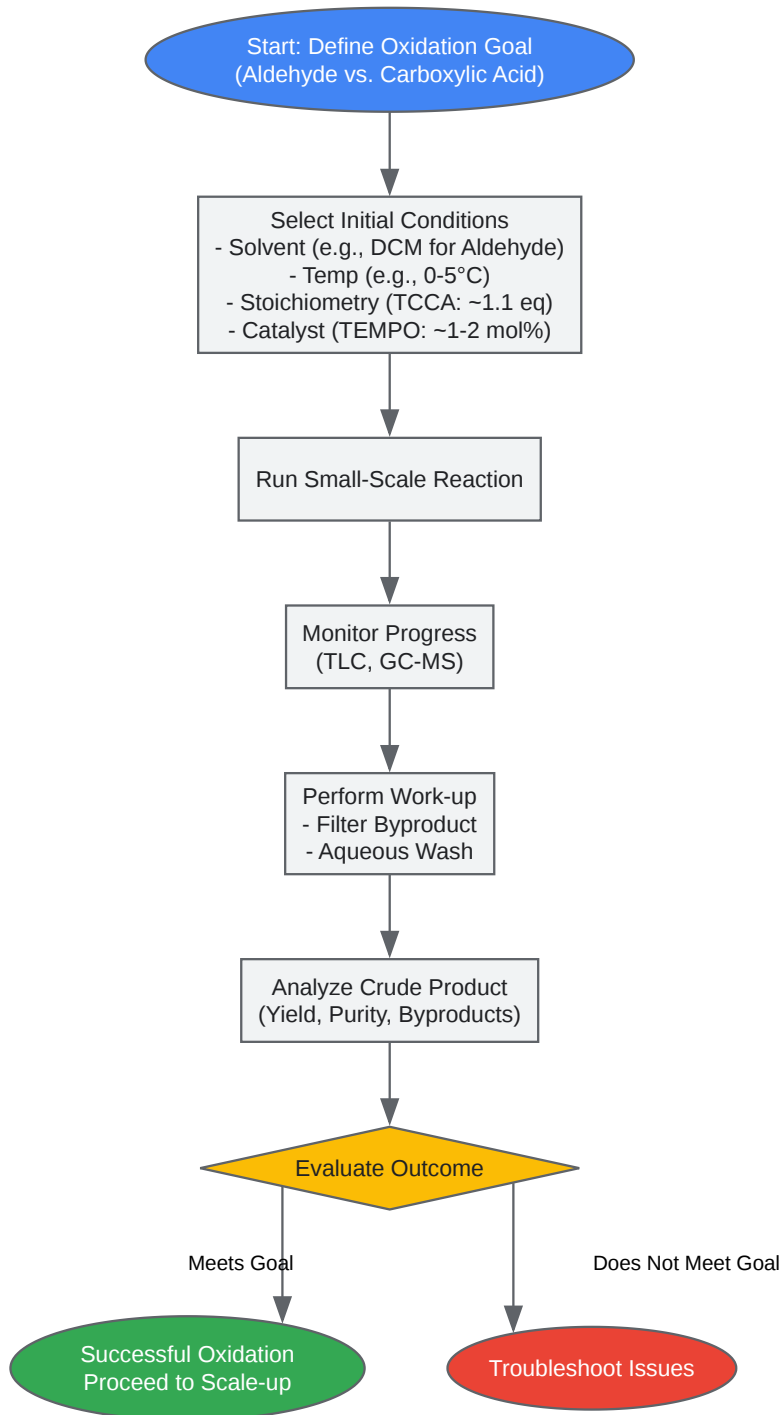 Start: Define Oxidation Goal
(Aldehyde vs. Carboxylic Acid)
Select Initial Conditions
- Solvent (e.g., DCM for Aldehyde)
- Temp (e.g., 0-5°C)
- Stoichiometry (TCCA: ~1.1 eq)
- Catalyst (TEMPO: ~1-2 mol%)
Run Small-Scale Reaction
Monitor Progress
(TLC, GC-MS)
Perform Work-up
- Filter Byproduct
- Aqueous Wash
Analyze Crude Product
(Yield, Purity, Byproducts)
Evaluate Outcome
Meets Goal
Does Not Meet Goal
Successful Oxidation
Proceed to Scale-up
Troubleshoot Issues